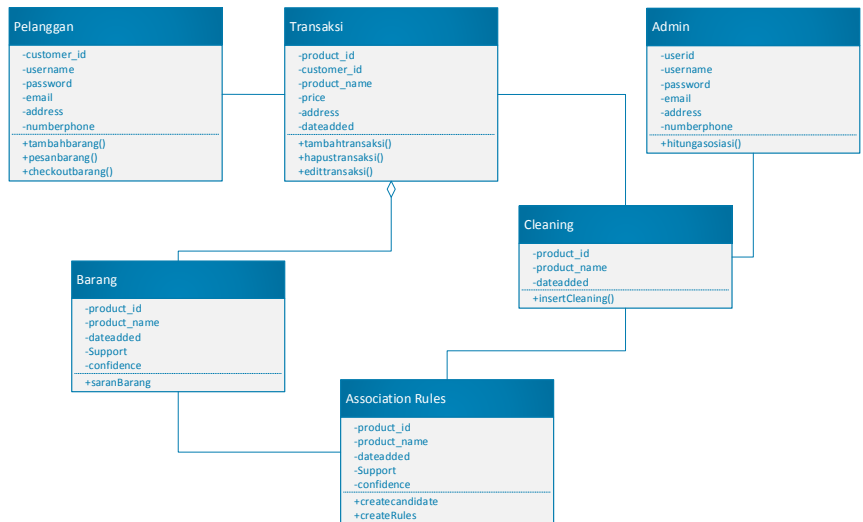 Pelanggan
-customer_id
-username
-password
-email
-address
-numberphone
+tambahbarang()
+pesanbarang()
+checkoutbarang()
Transaksi
-product_id
-customer_id
-product_name
-price
-address
-dateadded
+tambahtransaksi()
+hapustransaksi()
+edittransaksi()
Admin
-userid
-username
-password
-email
-address
-numberphone
+hitungasosiasi()
Cleaning
-product_id
-product_name
-dateadded
+insertCleaning()
Barang
-product_id
-product_name
-dateadded
-Support
-confidence
+saranBarang
Association Rules
-product_id
-product_name
-dateadded
-Support
-confidence
+createcandidate
+createRules